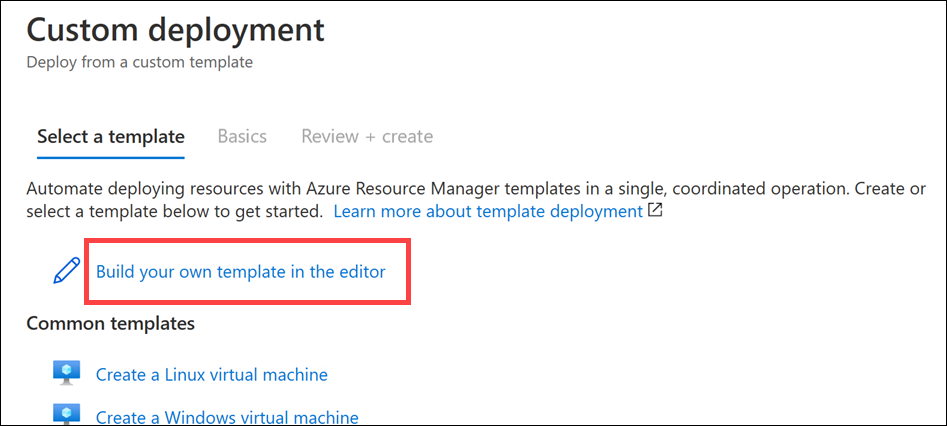 Custom deployment
Deploy from a custom template
Select a template Basics Review + create
Automate deploying resources with Azure Resource Manager templates in a single, coordinated operation. Create or
select a template below to get started. Learn more about template deployment
Build your own template in the editor
Common templates
Create a Linux virtual machine
Create a Windows virtual machine